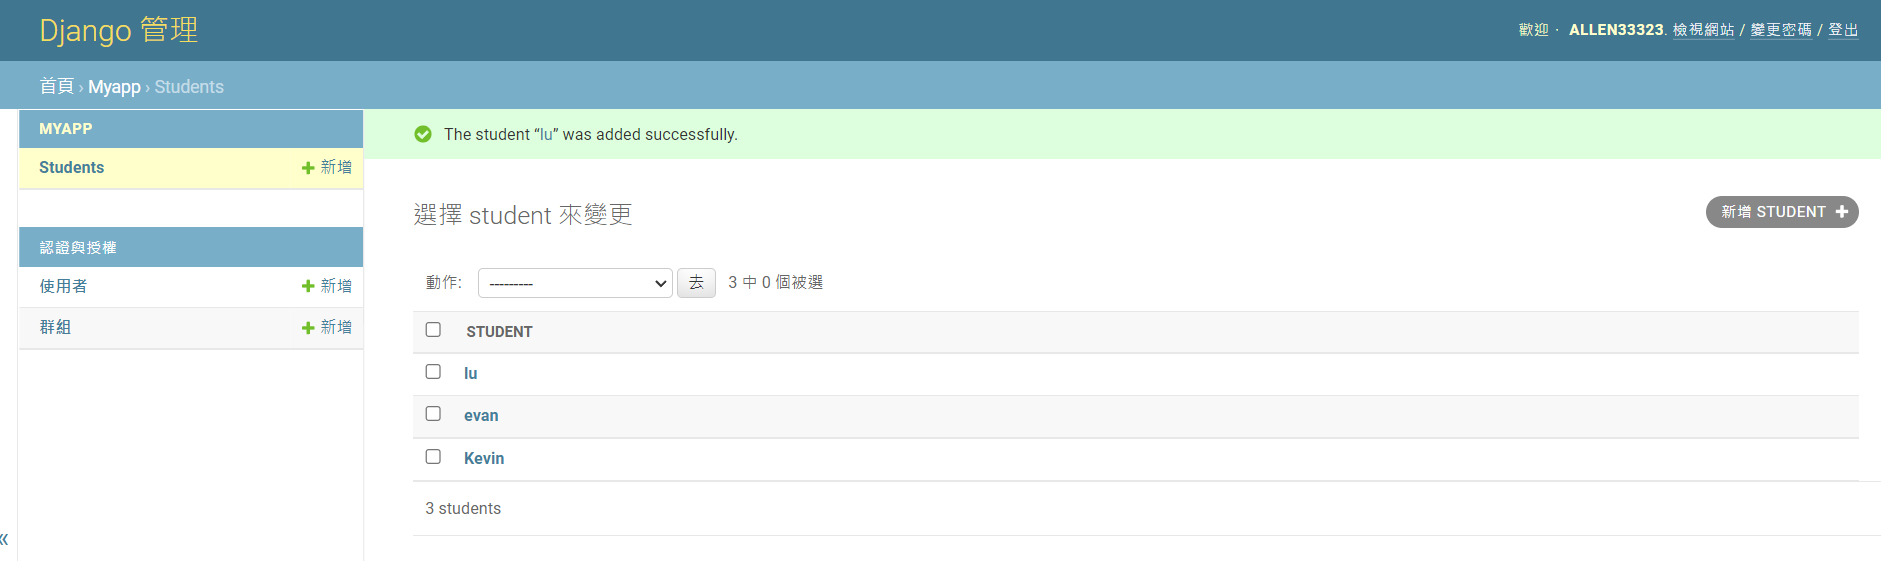 Django 管理
歡迎 · ALLEN33323. 檢視網站 / 變更密碼 / 登出
首頁 › Myapp › Students
MYAPP
Students
新增
認證與授權
使用者
新增
群組
新增
«
The student “lu” was added successfully.
選擇 student 來變更
新增 STUDENT
動作: --------- 去 3 中 0 個被選
STUDENT
lu
evan
Kevin
3 students